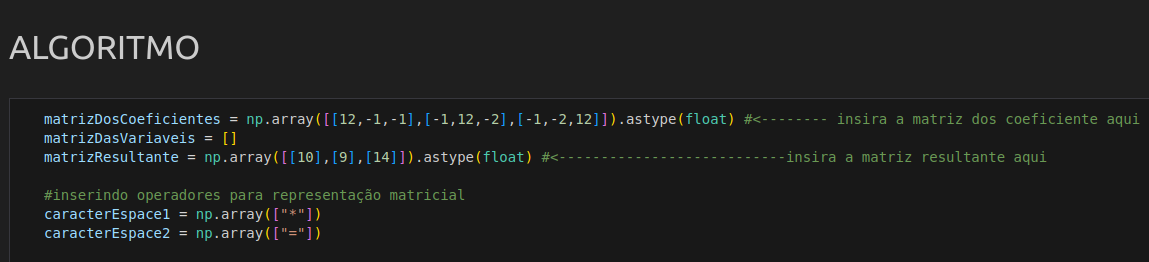 ALGORITMO
matrizDosCoeficientes = np.array([[12,-1,-1],[-1,12,-2],[-1,-2,12]]).astype(float) #<-------- insira a matriz dos coeficiente aqui
matrizDasVariaveis = []
matrizResultante = np.array([[10],[9],[14]]).astype(float) #<---------------------------insira a matriz resultante aqui
#inserindo operadores para representação matricial
caracterEspace1 = np.array(["*"])
caracterEspace2 = np.array(["="])